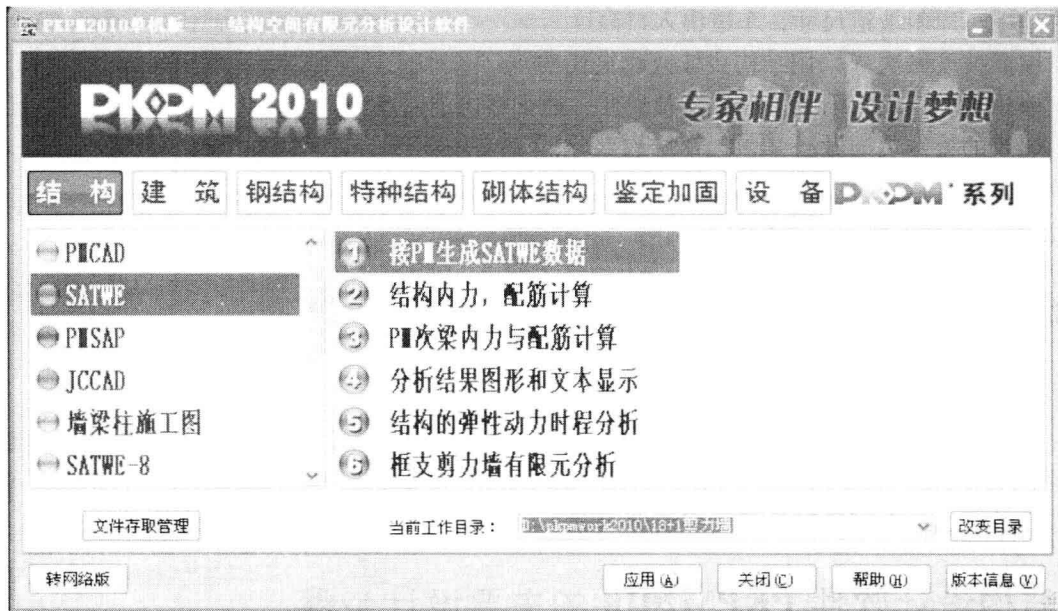 PKPM2010单机版——结构空间有限元分析设计软件
PKPM 2010
专家相伴 设计梦想
结 构 建 筑 钢结构 特种结构 砌体结构 鉴定加固 设 备 PKPM 系列
PMCAD
SATWE
PMSAP
JCCAD
墙梁柱施工图
SATWE-8
1 接PM生成SATWE数据
2 结构内力，配筋计算
3 PM次梁内力与配筋计算
4 分析结果图形和文本显示
5 结构的弹性动力时程分析
6 框支剪力墙有限元分析
文件存取管理 当前工作目录： D:\pkpmwork2010\18+1剪力墙 改变目录
转网络版 应用(A) 关闭(C) 帮助(H) 版本信息(V)